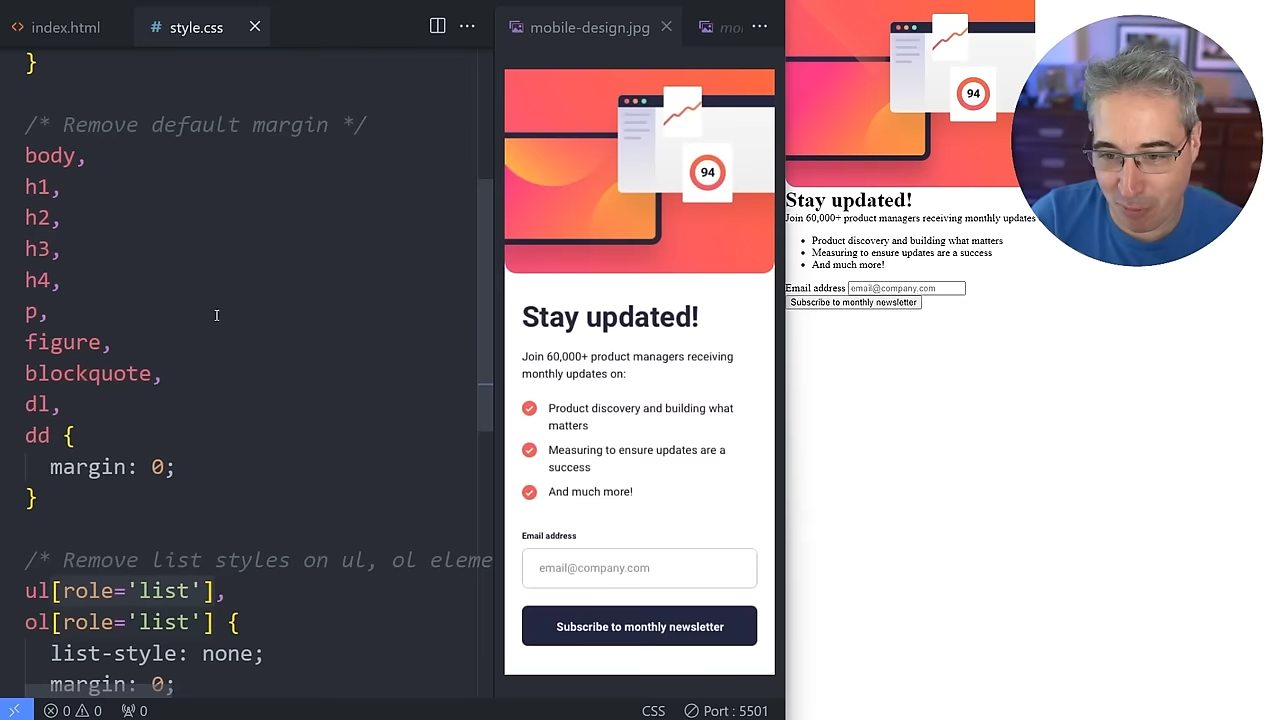 index.html
style.css
mobile-design.jpg
}
/* Remove default margin */
body,
h1,
h2,
h3,
h4,
p,
figure,
blockquote,
dl,
dd {
margin: 0;
}
/* Remove list styles on ul, ol eleme
ul[role='list'],
ol[role='list'] {
list-style: none;
margin: 0;
0 0 0
CSS
Port : 5501
94
Stay updated!
Join 60,000+ product managers receiving
monthly updates on:
Product discovery and building what
matters
Measuring to ensure updates are a
success
And much more!
Email address
email@company.com
Subscribe to monthly newsletter
94
Stay updated!
Join 60,000+ product managers receiving monthly updates
Product discovery and building what matters
Measuring to ensure updates are a success
And much more!
Email address email@company.com
Subscribe to monthly newsletter